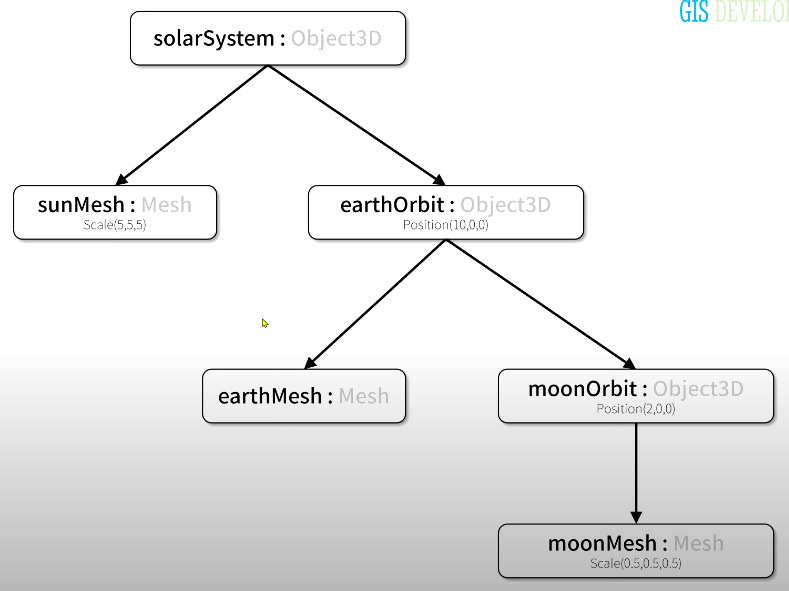 GIS DEVELO
solarSystem : Object3D
sunMesh : Mesh
Scale(5,5,5)
earthOrbit : Object3D
Position(10,0,0)
earthMesh : Mesh
moonOrbit : Object3D
Position(2,0,0)
moonMesh : Mesh
Scale(0.5,0.5,0.5)